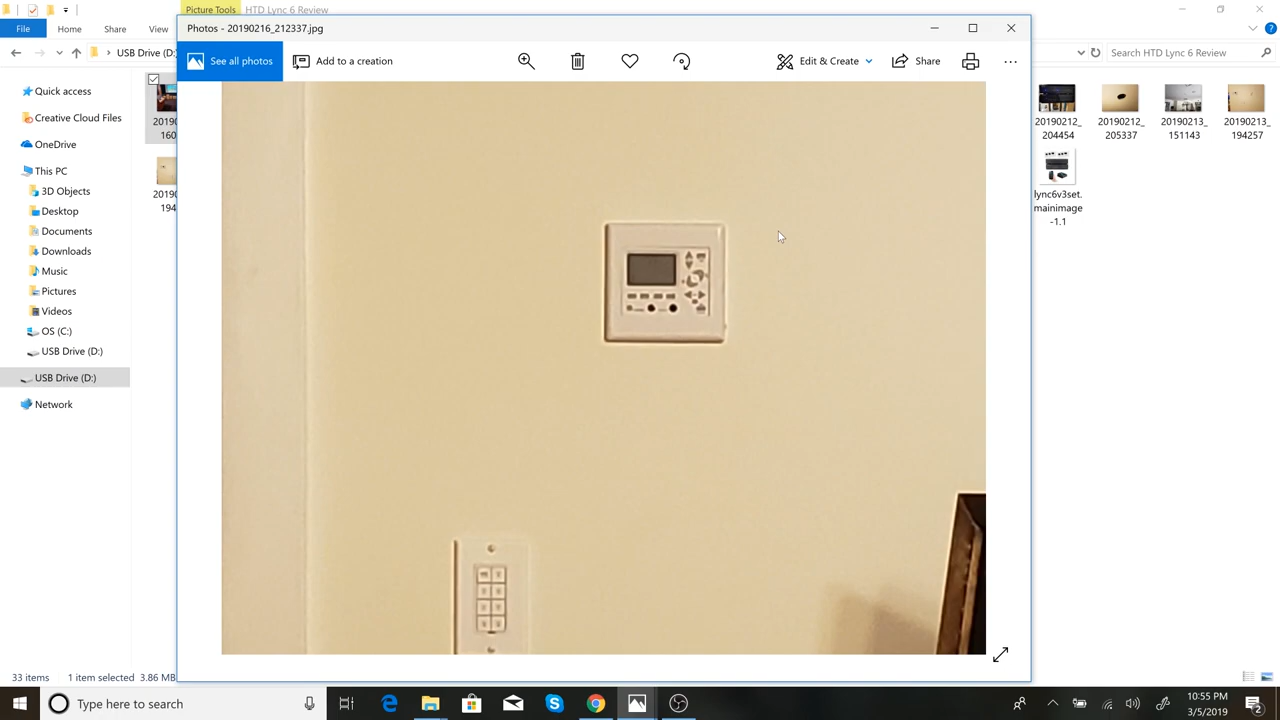 Picture Tools
HTD Lync 6 Review
File
Home
Share
View
USB Drive (D:)
Search HTD Lync 6 Review
Photos - 20190216_212337.jpg
See all photos
Add to a creation
Edit & Create
Share
Quick access
Creative Cloud Files
OneDrive
This PC
3D Objects
Desktop
Downloads
Documents
Music
Pictures
Videos
OS (C:)
USB Drive (D:)
USB Drive (D:)
Network
20190212_
204454
20190212_
205337
20190213_
151143
20190213_
194257
lync6v3set.
mainimage
-1.1
33 items
1 item selected
3.86 MB
Type here to search
10:55 PM
3/5/2019
2